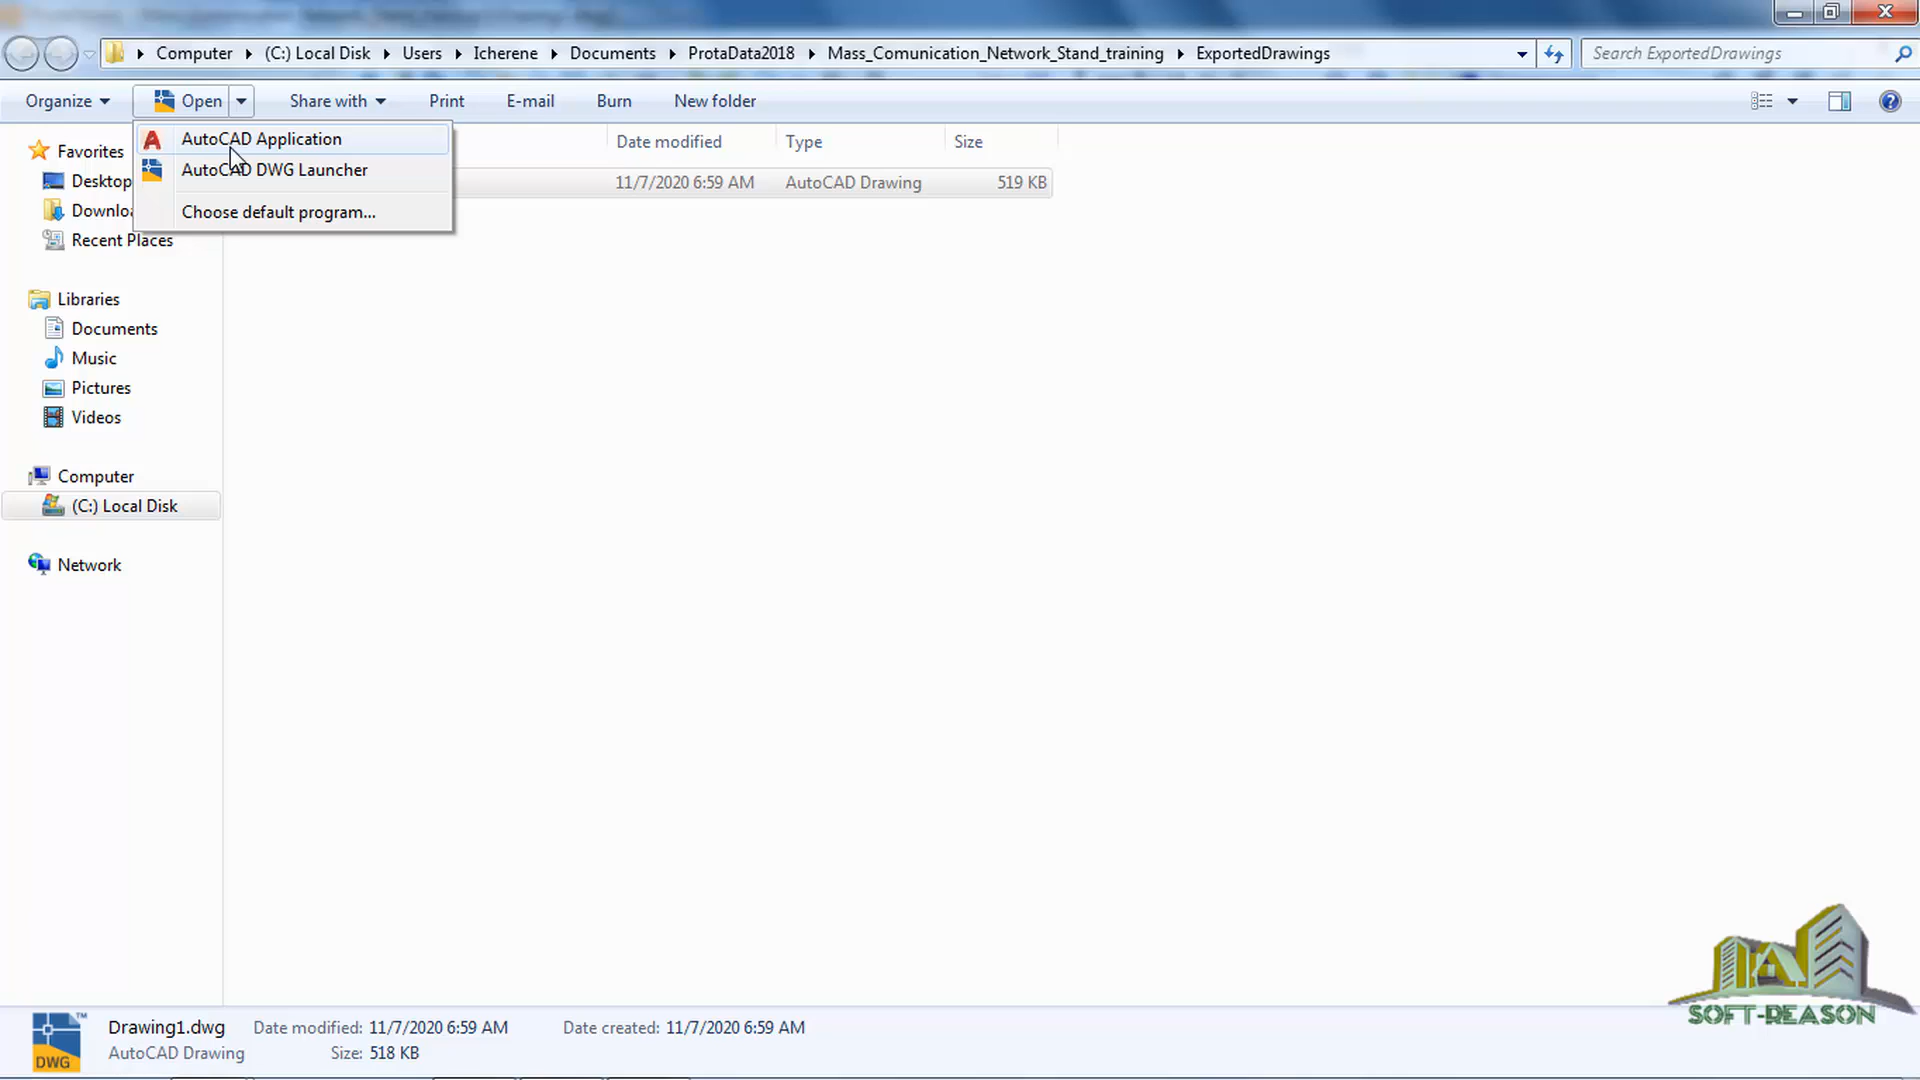 Computer (C:) Local Disk Users Icherene Documents ProtaData2018 Mass_Comunication_Network_Stand_training ExportedDrawings Search ExportedDrawings
Organize Open Share with Print E-mail Burn New folder
AutoCAD Application
AutoCAD DWG Launcher
Choose default program...
Date modified Type Size
11/7/2020 6:59 AM AutoCAD Drawing 519 KB
Favorites
Desktop
Downloa
Recent Places
Libraries
Documents
Music
Pictures
Videos
Computer
(C:) Local Disk
Network
Drawing1.dwg Date modified: 11/7/2020 6:59 AM Date created: 11/7/2020 6:59 AM
AutoCAD Drawing Size: 518 KB
DWG
SOFT-REASON